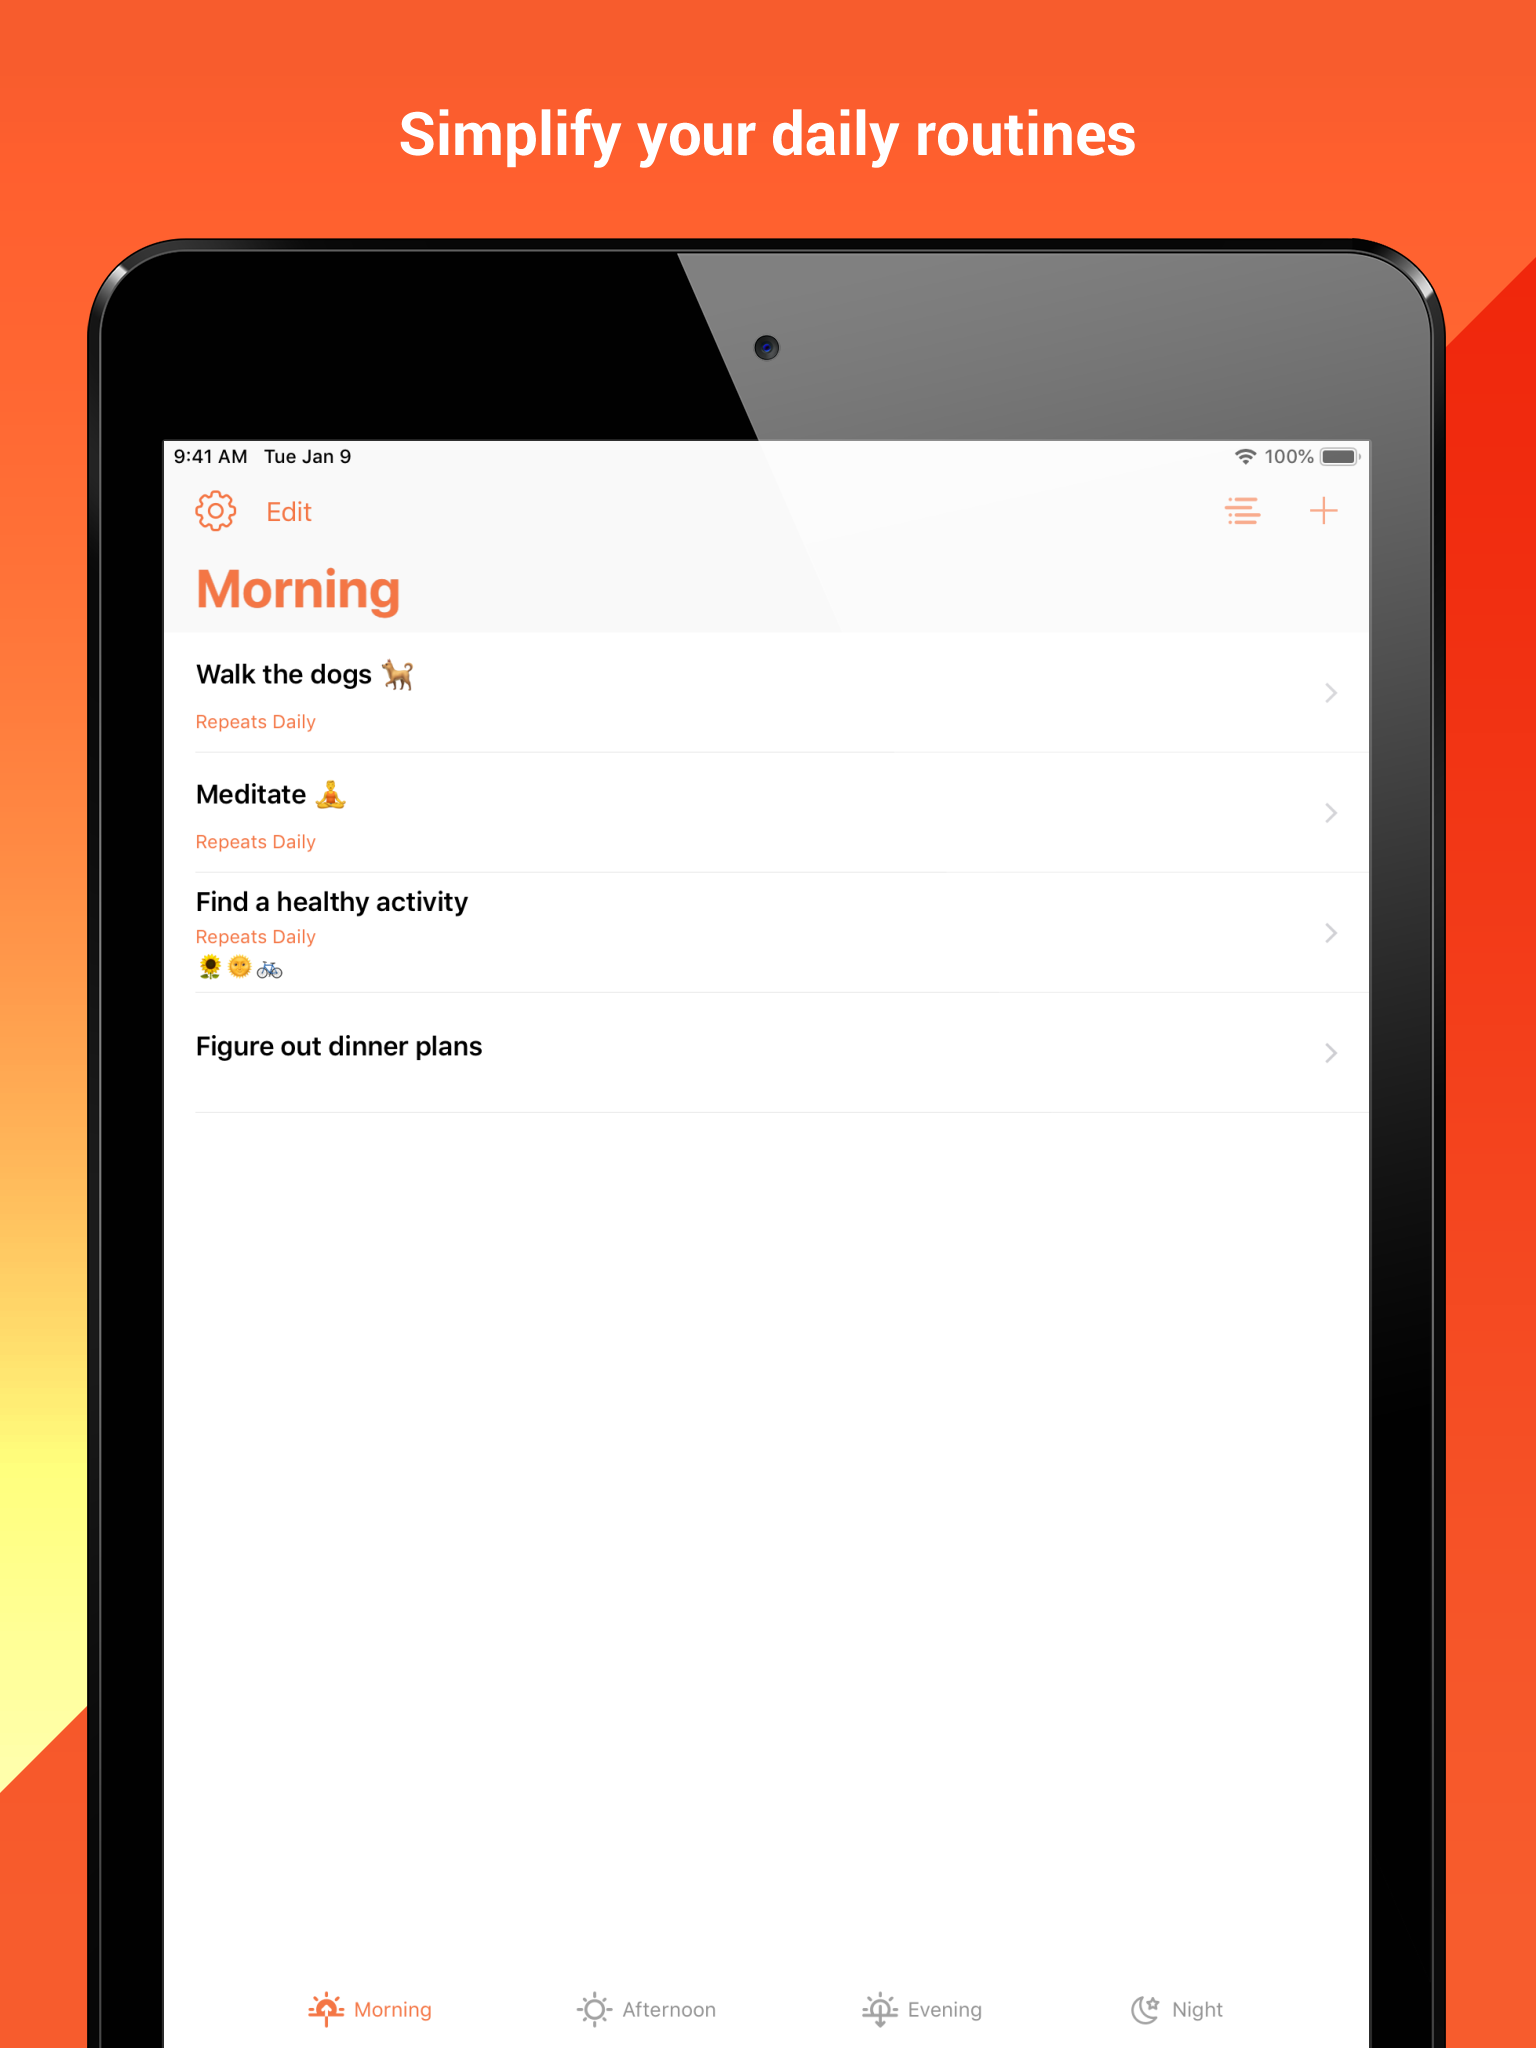 Simplify your daily routines
9:41 AM Tue Jan 9 100%
Edit
Morning
Walk the dogs 🐕
Repeats Daily
Meditate 🧘
Repeats Daily
Find a healthy activity
Repeats Daily
🌻🌞🚲
Figure out dinner plans
Morning Afternoon Evening Night